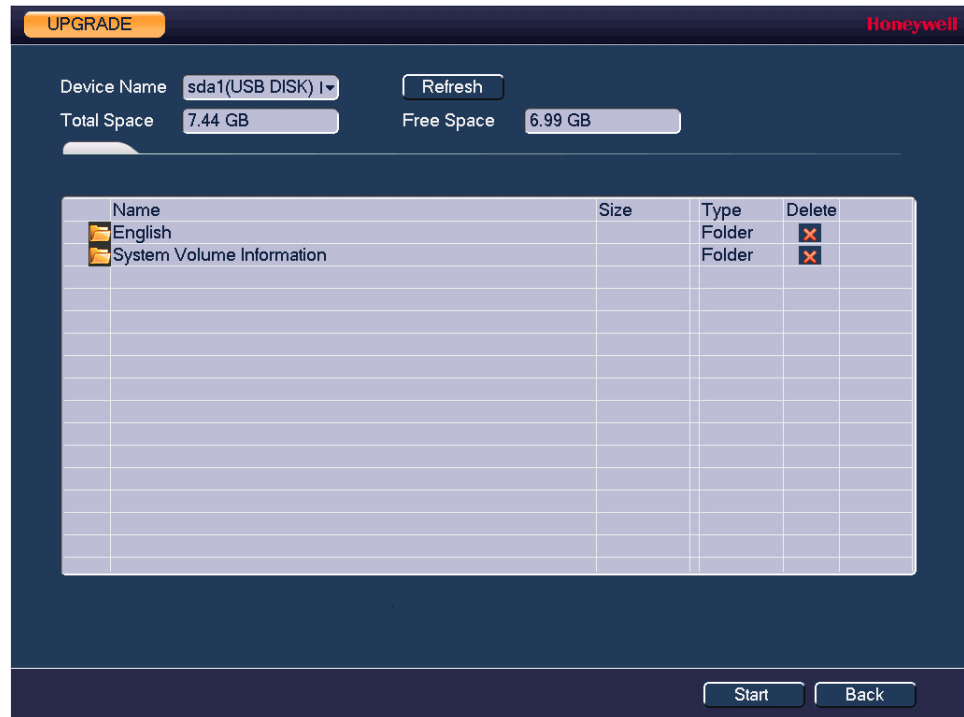 UPGRADE Honeywell
Device Name sda1(USB DISK) Refresh
Total Space 7.44 GB Free Space 6.99 GB
Name Size Type Delete
English Folder
System Volume Information Folder
Start Back